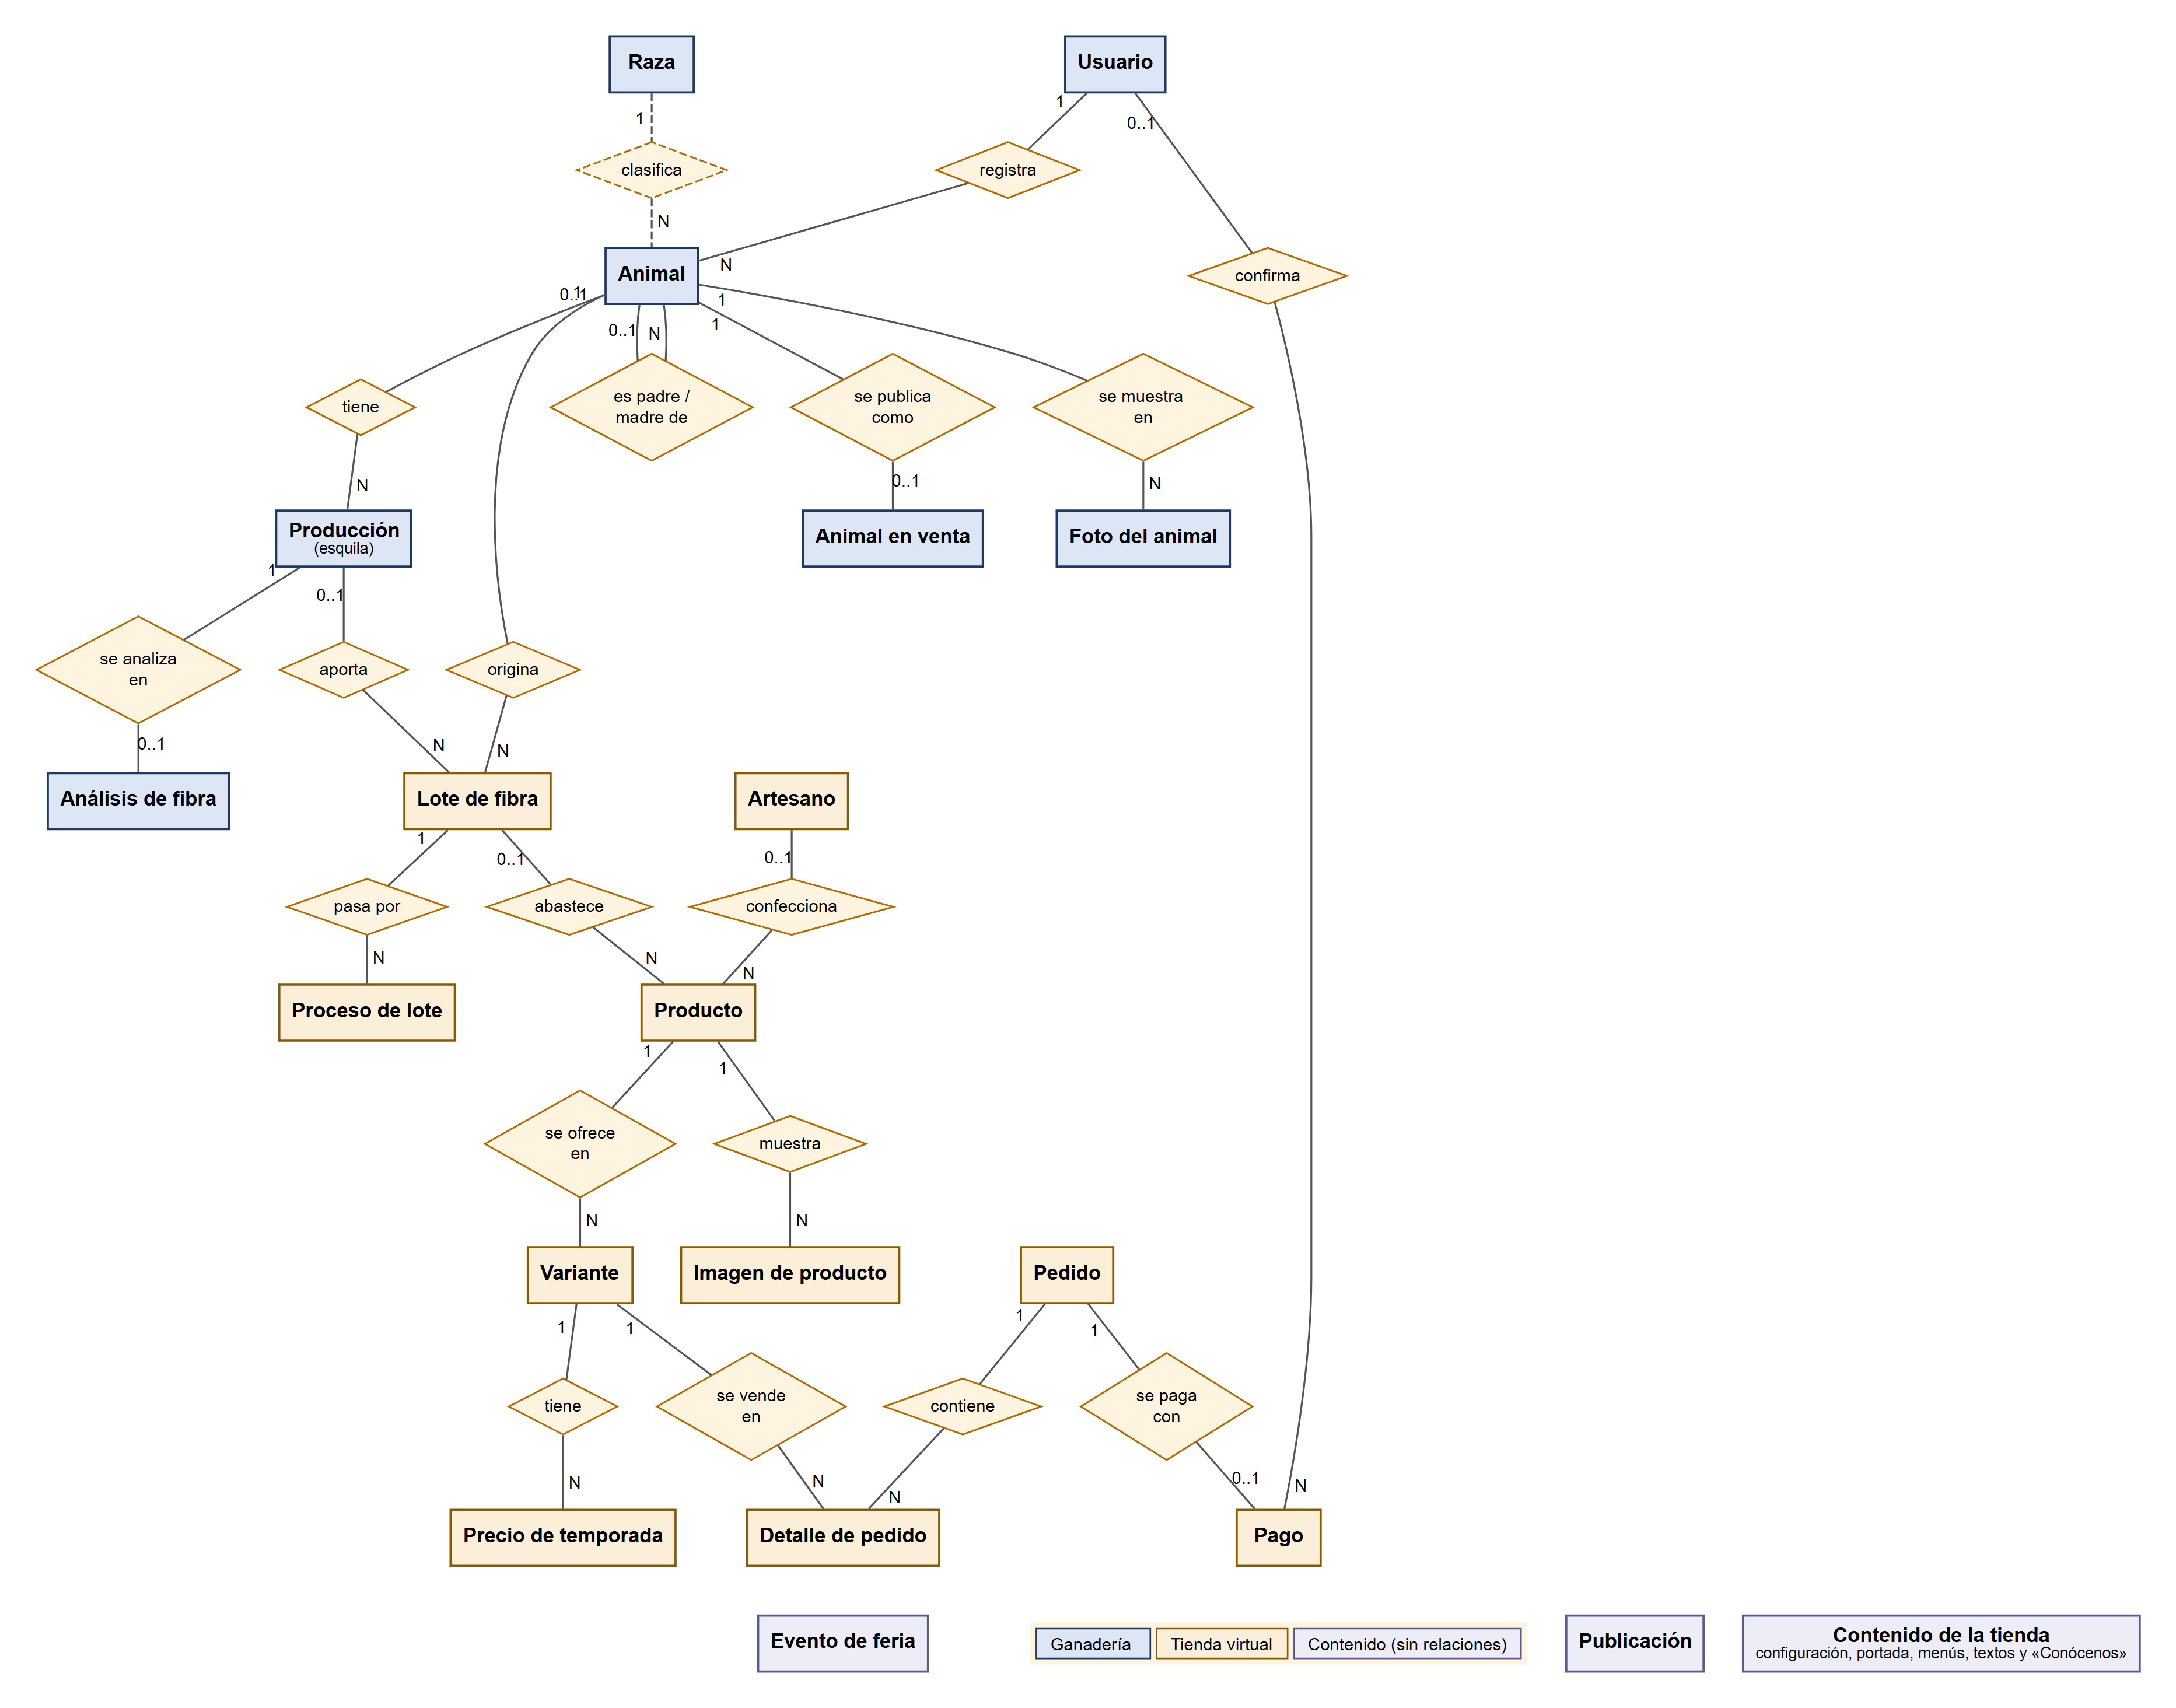 Raza
Usuario
1
1
0..1
clasifica
registra
N
N
Animal
confirma
0..1
1
1
1
0..1
N
tiene
es padre /
madre de
se publica
como
se muestra
en
N
0..1
N
Producción
(esquila)
Animal en venta
Foto del animal
1
0..1
se analiza
en
aporta
origina
0..1
N
N
Análisis de fibra
Lote de fibra
Artesano
1
0..1
0..1
pasa por
abastece
confecciona
N
N
N
Proceso de lote
Producto
1
1
se ofrece
en
muestra
N
N
Variante
Imagen de producto
Pedido
1
1
1
1
tiene
se vende
en
contiene
se paga
con
N
N
N
0..1
N
Precio de temporada
Detalle de pedido
Pago
Evento de feria
Ganadería
Tienda virtual
Contenido (sin relaciones)
Publicación
Contenido de la tienda
configuración, portada, menús, textos y «Conócenos»